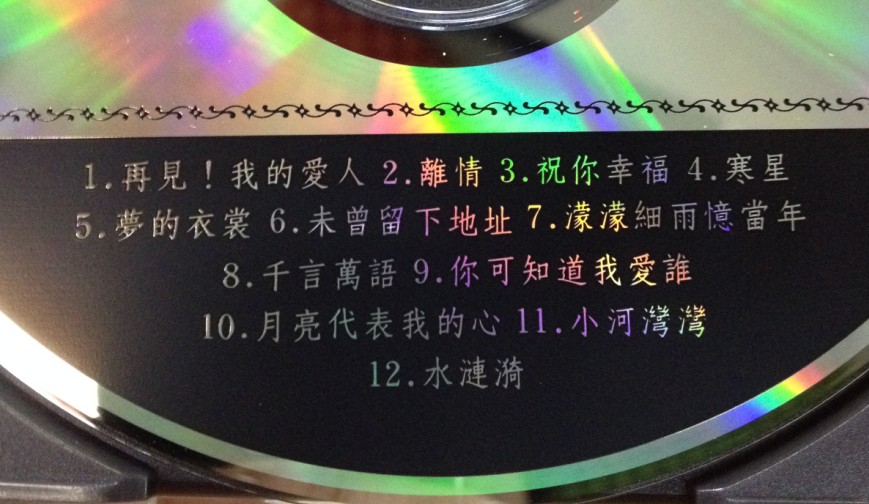 1.再見！我的愛人 2.離情 3.祝你幸福 4.寒星
5.夢的衣裳 6.未曾留下地址 7.濛濛細雨憶當年
8.千言萬語 9.你可知道我愛誰
10.月亮代表我的心 11.小河灣灣
12.水漣漪